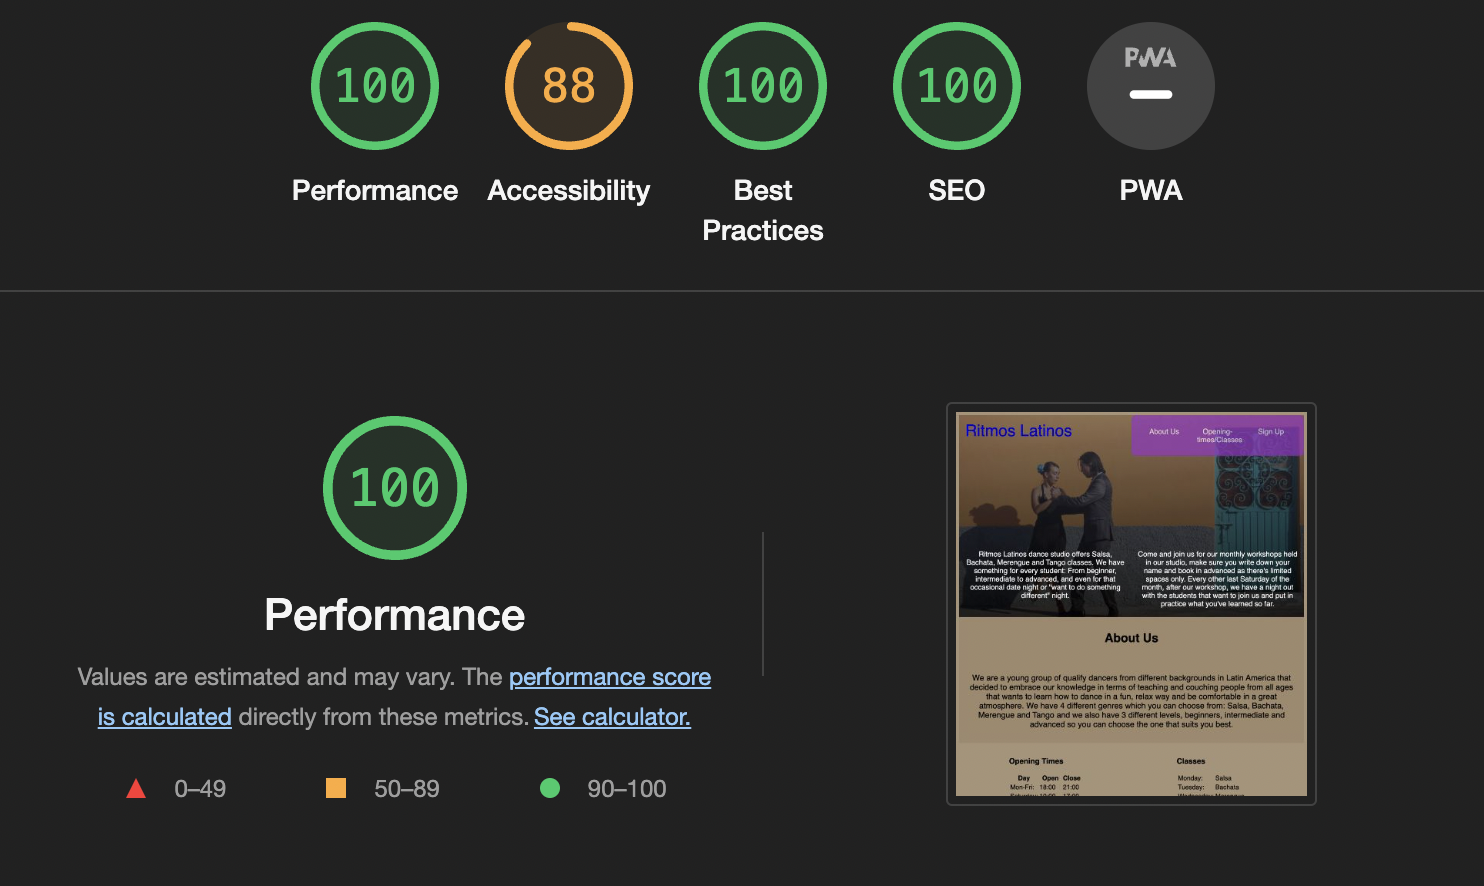 100
88
100
100
PWA
Performance
Accessibility
Best
Practices
SEO
PWA
100
Performance
Values are estimated and may vary. The performance score
is calculated directly from these metrics. See calculator.
0–49
50–89
90–100
Ritmos Latinos
About Us
Opening-
times/Classes
Sign Up
Ritmos Latinos dance studio offers Salsa,
Bachata, Merengue and Tango classes. We have
something for every student: From beginner,
intermediate to advanced, and even for that
occasional date night or "want to do something
different" night.
Come and join us for our monthly workshops held
in our studio, make sure you write down your
name and book in advanced as there's limited
spaces only. Every other last Saturday of the
month, after our workshop, we have a night out
with the students that want to join us and put in
practice what you've learned so far.
About Us
We are a young group of qualify dancers from different backgrounds in Latin America that
decided to embrace our knowledge in terms of teaching and couching people from all ages
that wants to learn how to dance in a fun, relax way and be comfortable in a great
atmosphere. We have 4 different genres which you can choose from: Salsa, Bachata,
Merengue and Tango and we also have 3 different levels, beginners, intermediate and
advanced so you can choose the one that suits you best.
Opening Times
Day Open Close
Mon-Fri: 18:00 21:00
Classes
Monday: Salsa
Tuesday: Bachata